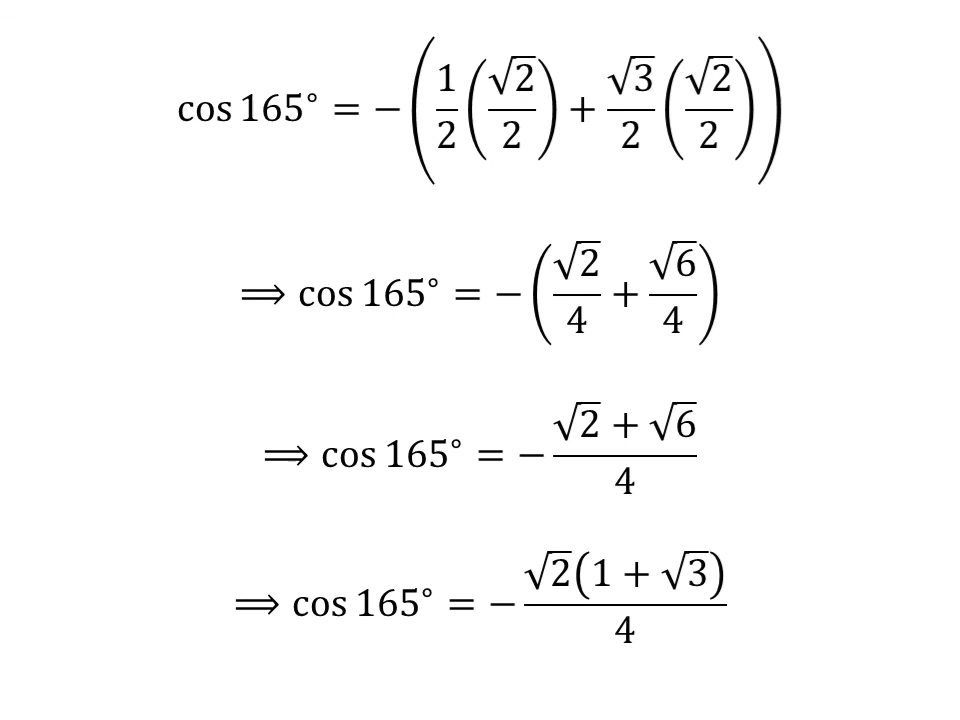 cos 165° = −(1/2(√2/2) + √3/2(√2/2))
⟹ cos 165° = −(√2/4 + √6/4)
⟹ cos 165° = −(√2 + √6)/4
⟹ cos 165° = −√2(1 + √3)/4